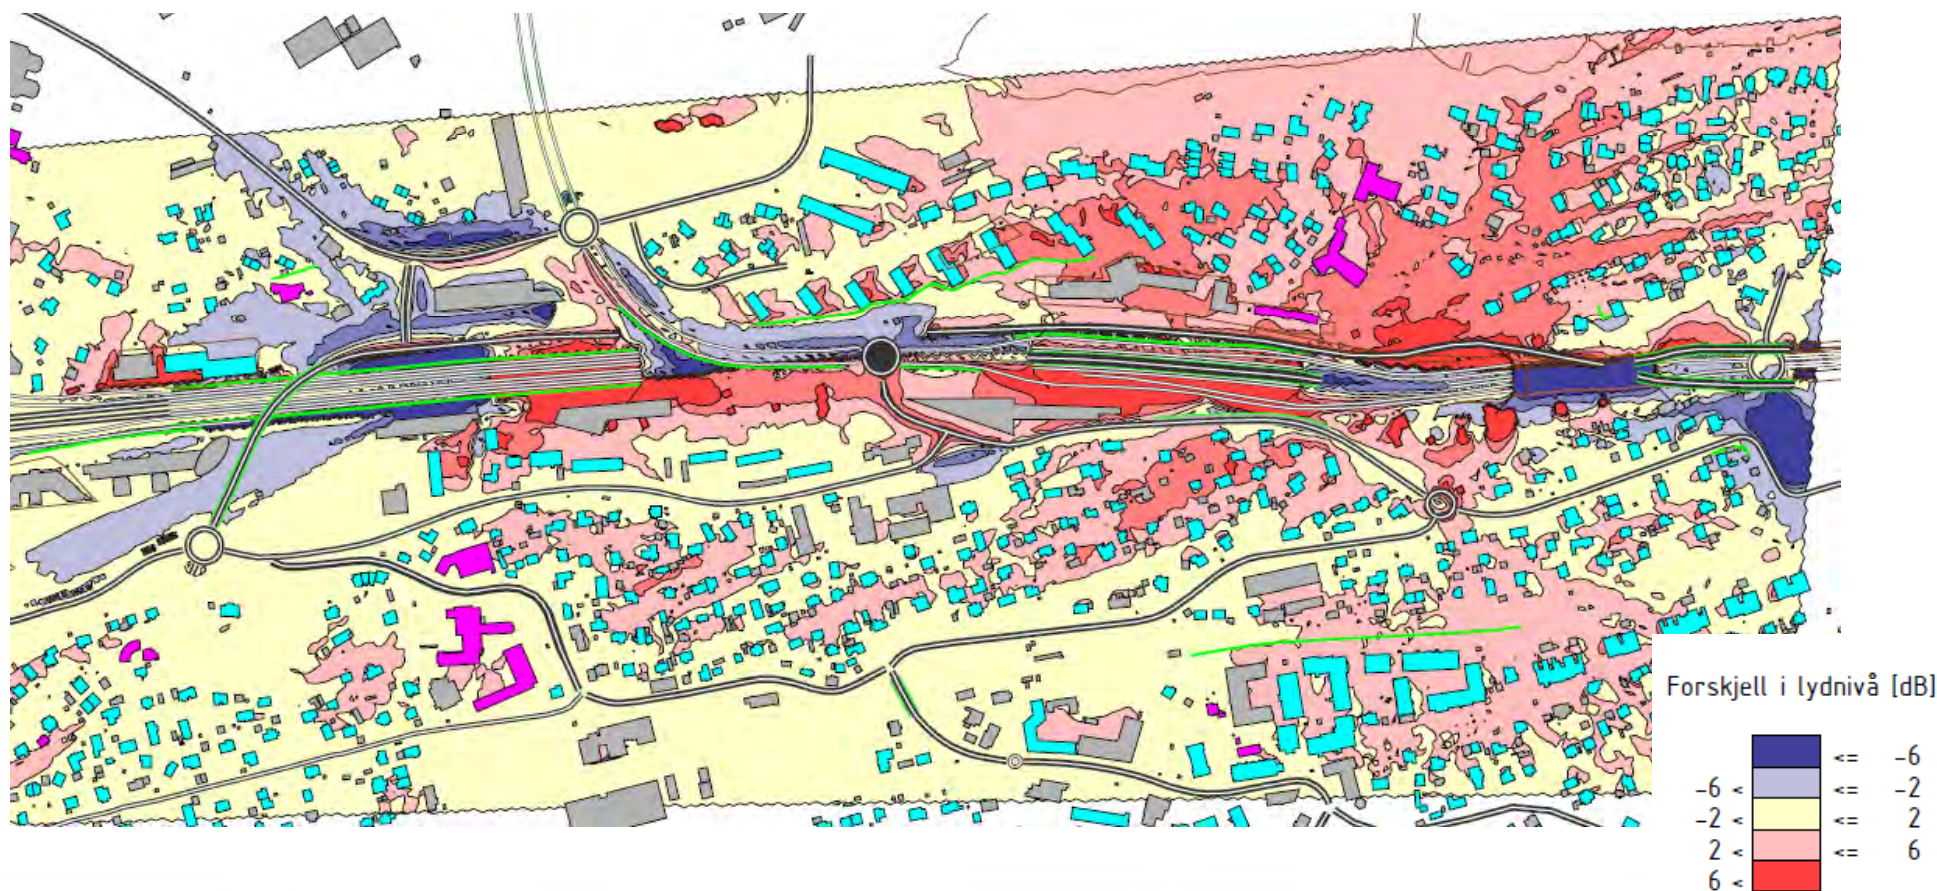 Forskjell i lydnivå [dB]
<= -6
-6 < <= -2
-2 < <= 2
2 < <= 6
6 <